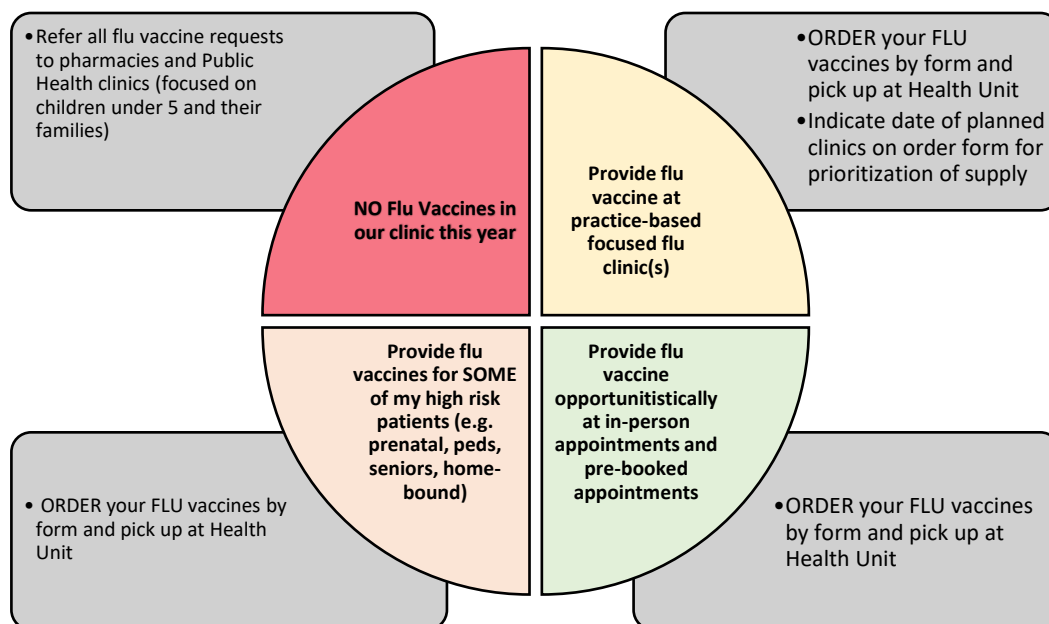 •Refer all flu vaccine requests
to pharmacies and Public
Health clinics (focused on
children under 5 and their
families)
NO Flu Vaccines in
our clinic this year
•ORDER your FLU
vaccines by form and
pick up at Health Unit
•Indicate date of planned
clinics on order form for
prioritization of supply
Provide flu
vaccine at
practice-based
focused flu
clinic(s)
Provide flu
vaccines for SOME
of my high risk
patients (e.g.
prenatal, peds,
seniors, home-
bound)
• ORDER your FLU vaccines by
form and pick up at Health
Unit
Provide flu
vaccine
opportunitistically
at in-person
appointments and
pre-booked
appointments
•ORDER your FLU vaccines
by form and pick up at
Health Unit